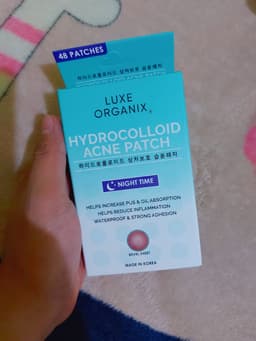 48 PATCHES
LUXE
ORGANIX
HYDROCOLLOID
ACNE PATCH
하이드로콜로이드 상처보호 습윤패치
NIGHT TIME
HELPS INCREASE PUS & OIL ABSORPTION
HELPS REDUCE INFLAMMATION
WATERPROOF & STRONG ADHESION
MADE IN KOREA